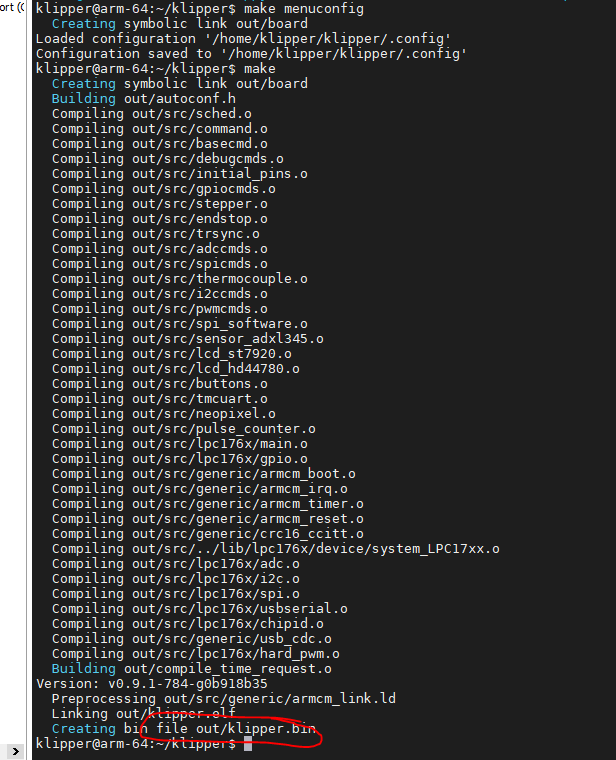 ort (C
klipper@arm-64:~/klipper$ make menuconfig
Creating symbolic link out/board
Loaded configuration '/home/klipper/klipper/.config'
Configuration saved to '/home/klipper/klipper/.config'
klipper@arm-64:~/klipper$ make
Creating symbolic link out/board
Building out/autoconf.h
Compiling out/src/sched.o
Compiling out/src/command.o
Compiling out/src/basecmd.o
Compiling out/src/debugcmds.o
Compiling out/src/initial_pins.o
Compiling out/src/gpiocmds.o
Compiling out/src/stepper.o
Compiling out/src/endstop.o
Compiling out/src/trsync.o
Compiling out/src/adccmds.o
Compiling out/src/spicmds.o
Compiling out/src/thermocouple.o
Compiling out/src/i2ccmds.o
Compiling out/src/pwmcmds.o
Compiling out/src/spi_software.o
Compiling out/src/sensor_adxl345.o
Compiling out/src/lcd_st7920.o
Compiling out/src/lcd_hd44780.o
Compiling out/src/buttons.o
Compiling out/src/tmcuart.o
Compiling out/src/neopixel.o
Compiling out/src/pulse_counter.o
Compiling out/src/lpc176x/main.o
Compiling out/src/lpc176x/gpio.o
Compiling out/src/generic/armcm_boot.o
Compiling out/src/generic/armcm_irq.o
Compiling out/src/generic/armcm_timer.o
Compiling out/src/generic/armcm_reset.o
Compiling out/src/generic/crc16_ccitt.o
Compiling out/src/../lib/lpc176x/device/system_LPC17xx.o
Compiling out/src/lpc176x/adc.o
Compiling out/src/lpc176x/i2c.o
Compiling out/src/lpc176x/spi.o
Compiling out/src/lpc176x/usbserial.o
Compiling out/src/lpc176x/chipid.o
Compiling out/src/generic/usb_cdc.o
Compiling out/src/lpc176x/hard_pwm.o
Building out/compile_time_request.o
Version: v0.9.1-784-g0b918b35
Preprocessing out/src/generic/armcm_link.ld
Linking out/klipper.elf
Creating bin file out/klipper.bin
klipper@arm-64:~/klipper$